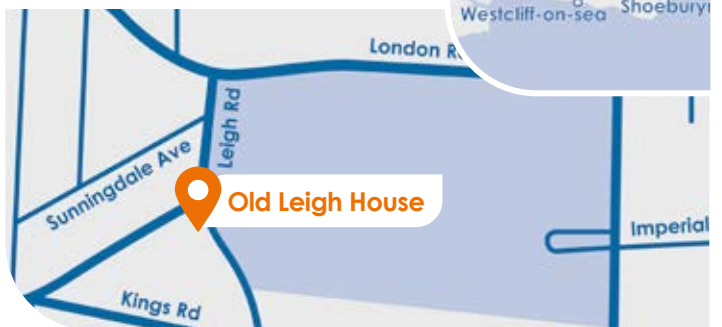 Westcliff-on-sea
London
Leigh Rd
Sunningdale Ave
Old Leigh House
Imperial
Kings Rd